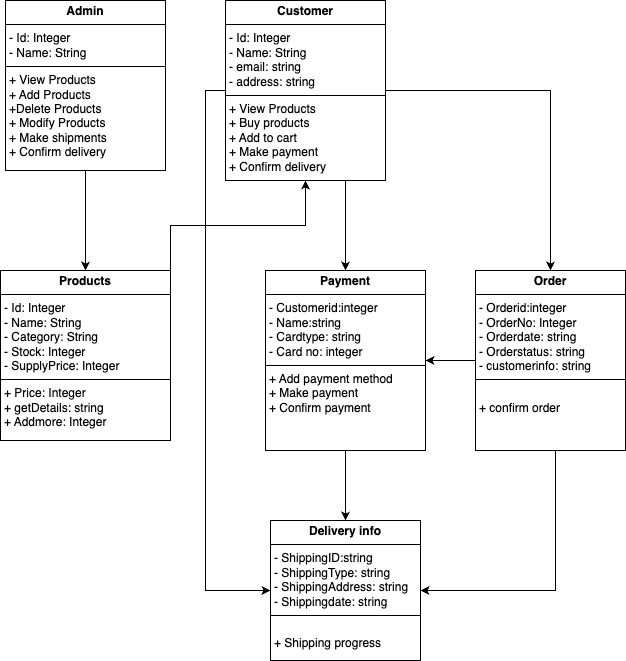 Admin
- Id: Integer
- Name: String
+ View Products
+ Add Products
+Delete Products
+ Modify Products
+ Make shipments
+ Confirm delivery
Customer
- Id: Integer
- Name: String
- email: string
- address: string
+ View Products
+ Buy products
+ Add to cart
+ Make payment
+ Confirm delivery
Products
- Id: Integer
- Name: String
- Category: String
- Stock: Integer
- SupplyPrice: Integer
+ Price: Integer
+ getDetails: string
+ Addmore: Integer
Payment
- Customerid:integer
- Name:string
- Cardtype: string
- Card no: integer
+ Add payment method
+ Make payment
+ Confirm payment
Order
- Orderid:integer
- OrderNo: Integer
- Orderdate: string
- Orderstatus: string
- customerinfo: string
+ confirm order
Delivery info
- ShippingID:string
- ShippingType: string
- ShippingAddress: string
- Shippingdate: string
+ Shipping progress